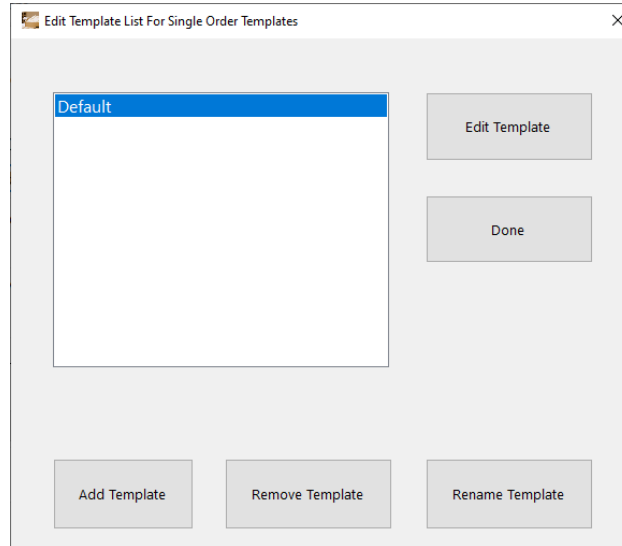 Edit Template List For Single Order Templates
Default
Edit Template
Done
Add Template
Remove Template
Rename Template